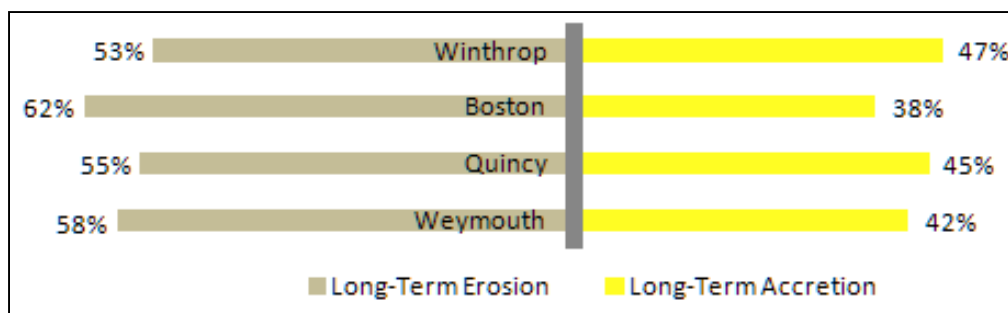 53% Winthrop 47%
62% Boston 38%
55% Quincy 45%
58% Weymouth 42%
Long-Term Erosion Long-Term Accretion